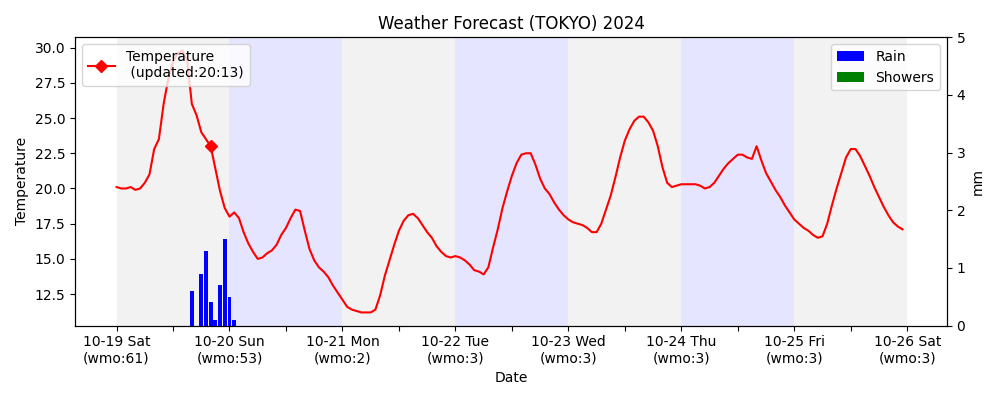 Weather Forecast (TOKYO) 2024
Temperature
(updated:20:13)
Rain
Showers
30.0
27.5
25.0
22.5
20.0
17.5
15.0
12.5
Temperature
5
4
3
2
1
0
mm
10-19 Sat 10-20 Sun 10-21 Mon 10-22 Tue 10-23 Wed 10-24 Thu 10-25 Fri 10-26 Sat
(wmo:61) (wmo:53) (wmo:2) (wmo:3) (wmo:3) (wmo:3) (wmo:3) (wmo:3)
Date